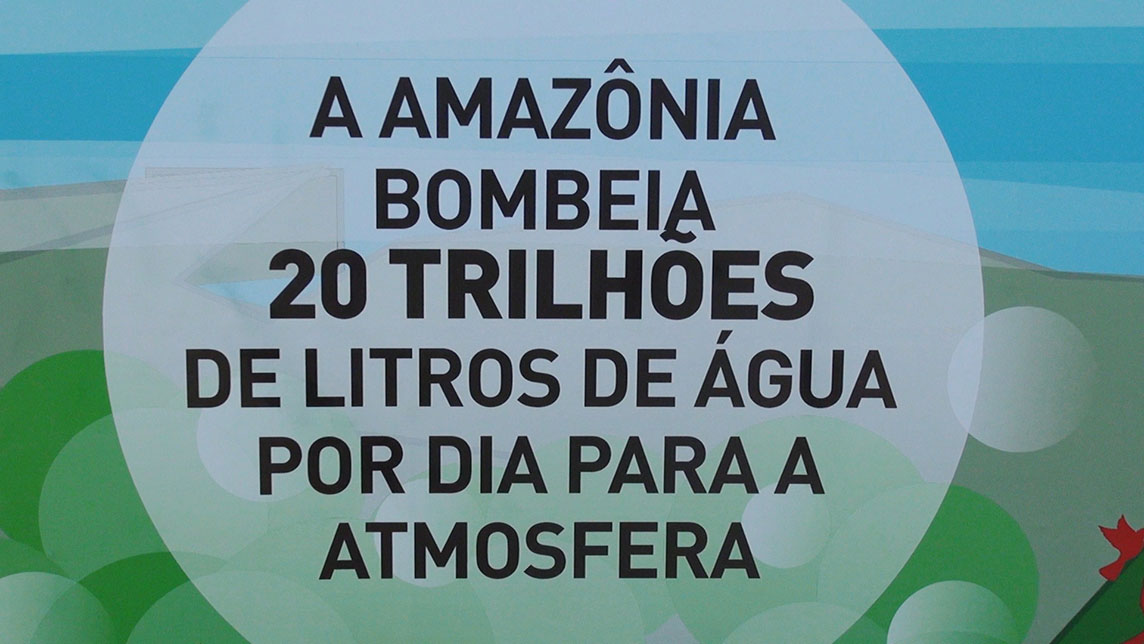 A AMAZÔNIA
BOMBEIA
20 TRILHÕES
DE LITROS DE ÁGUA
POR DIA PARA A
ATMOSFERA